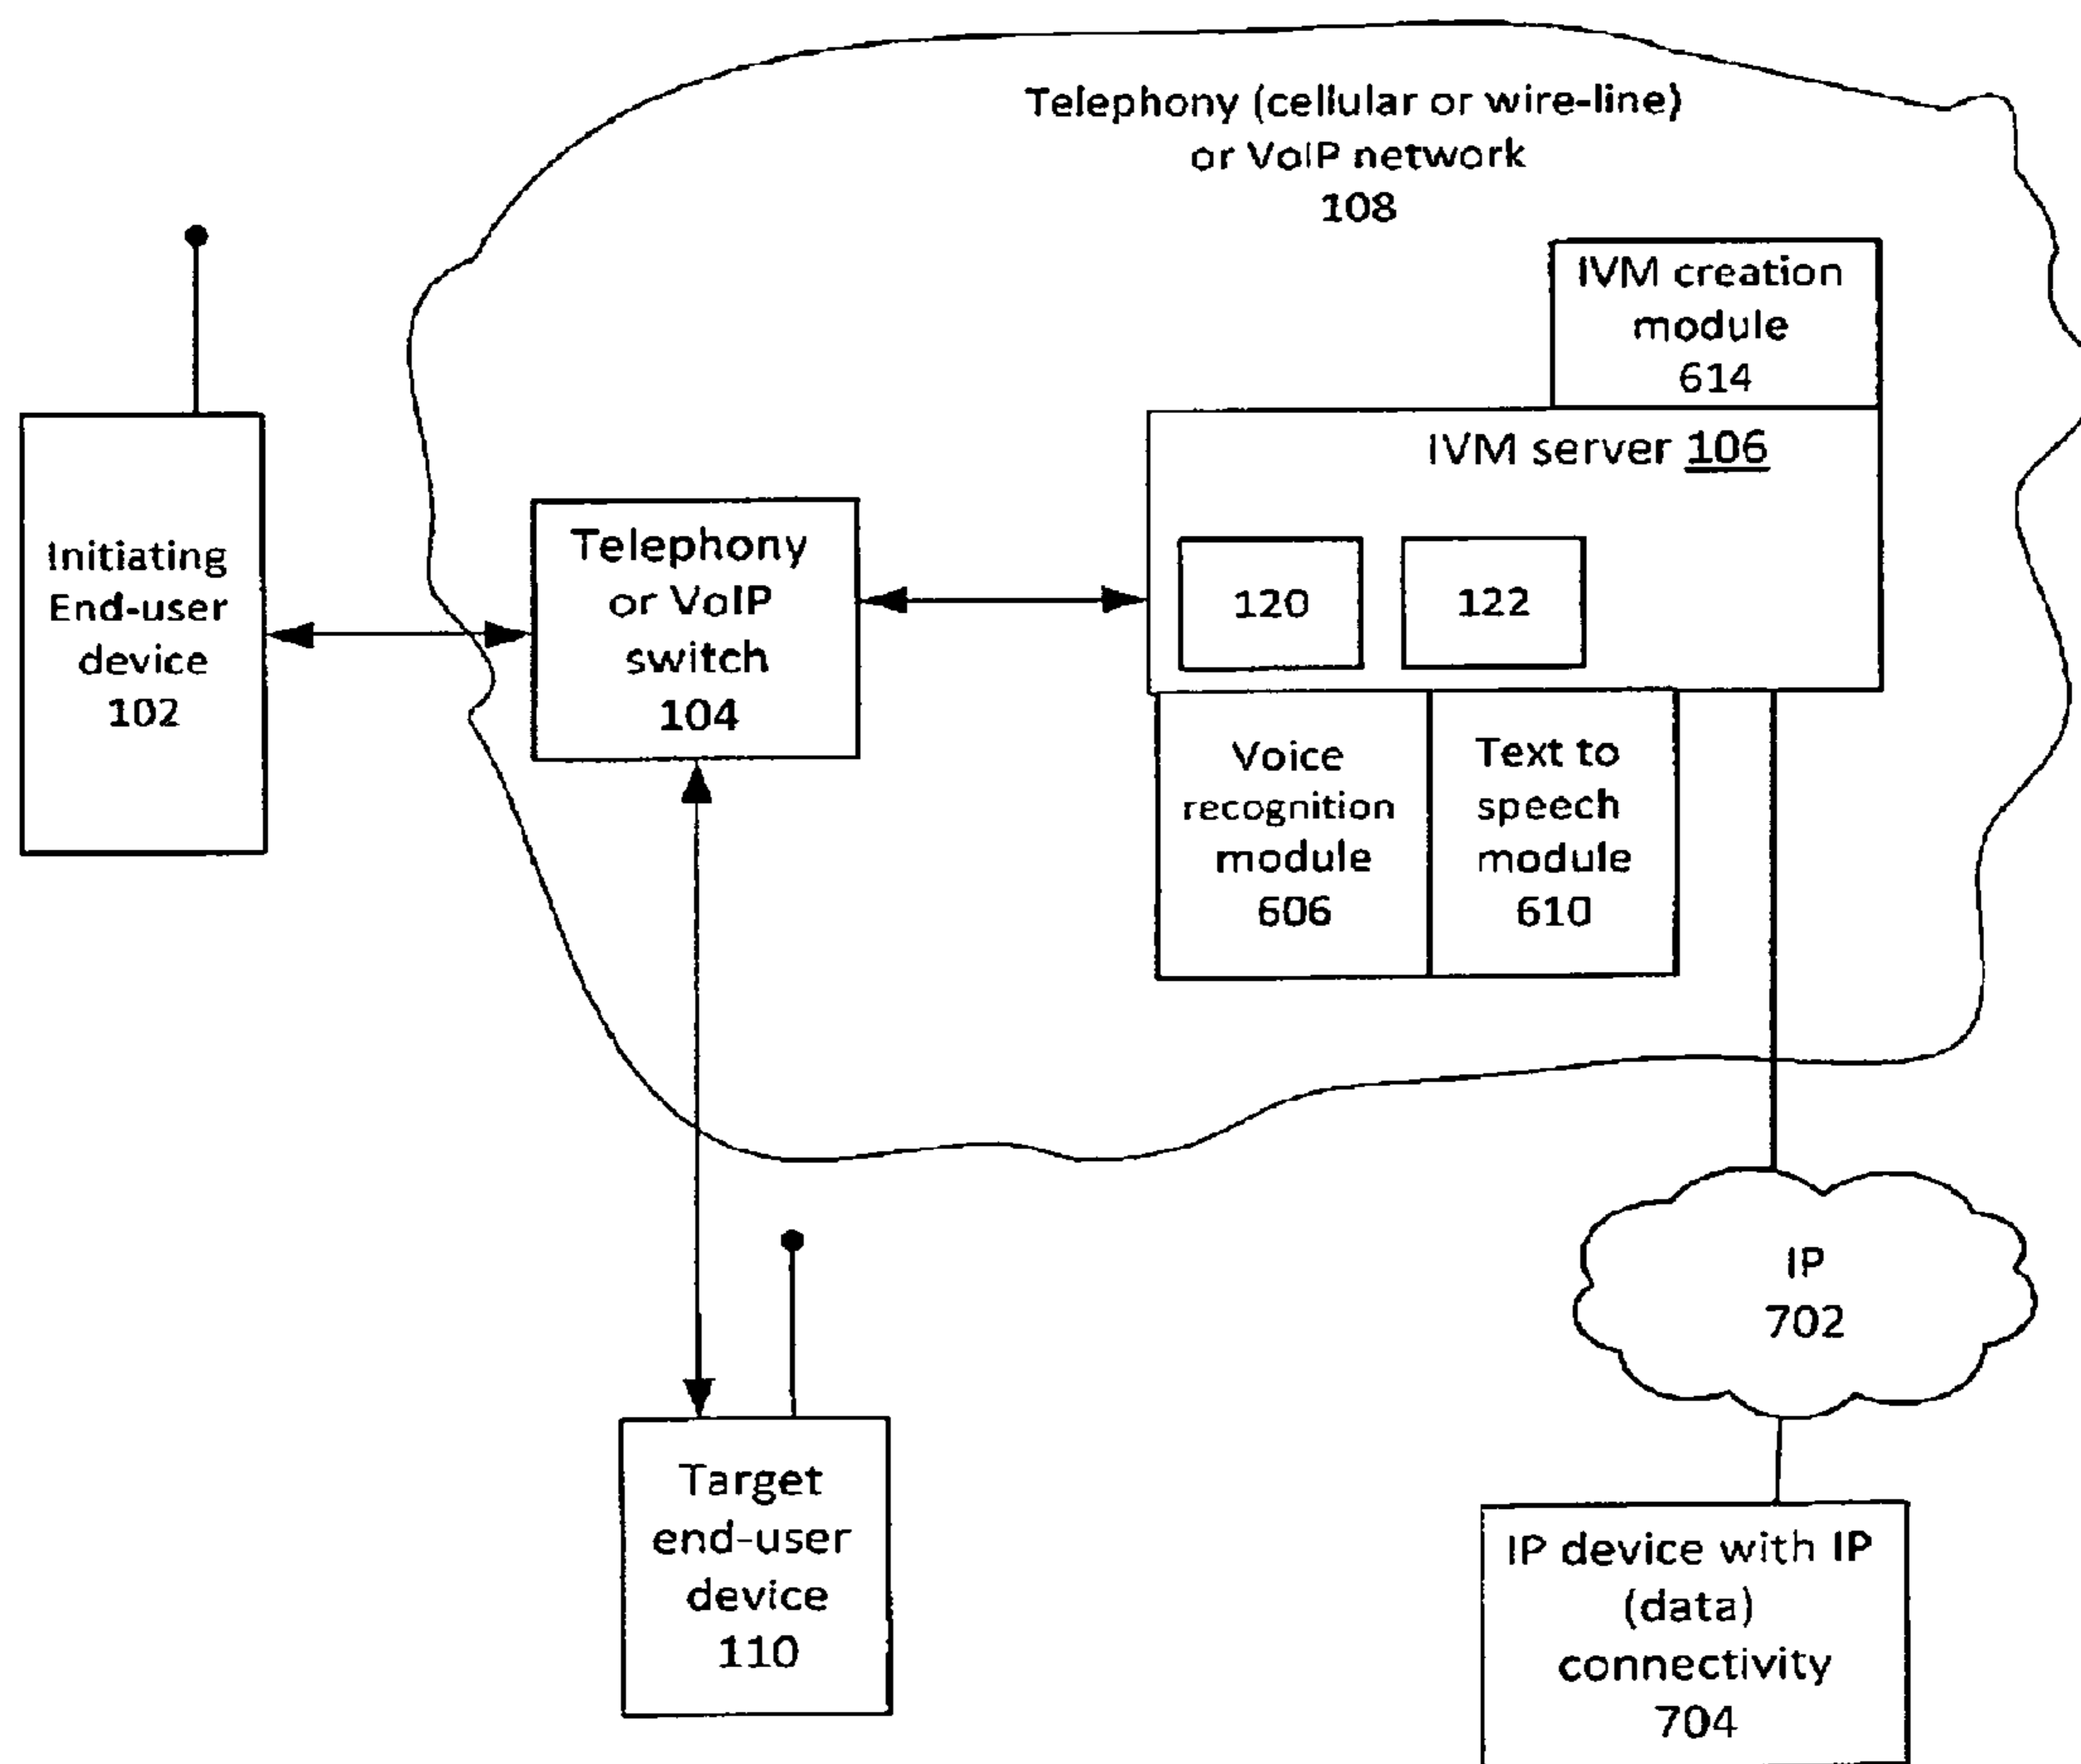 Telephony (cellular or wire-line)
or VoIP network
108
IVM creation
module
614
IVM server 106
Initiating
End-user
device
102
Telephony
or VoIP
switch
104
120
122
Voice
recognition
module
606
Text to
speech
module
610
IP
702
Target
end-user
device
110
IP device with IP
(data)
connectivity
704